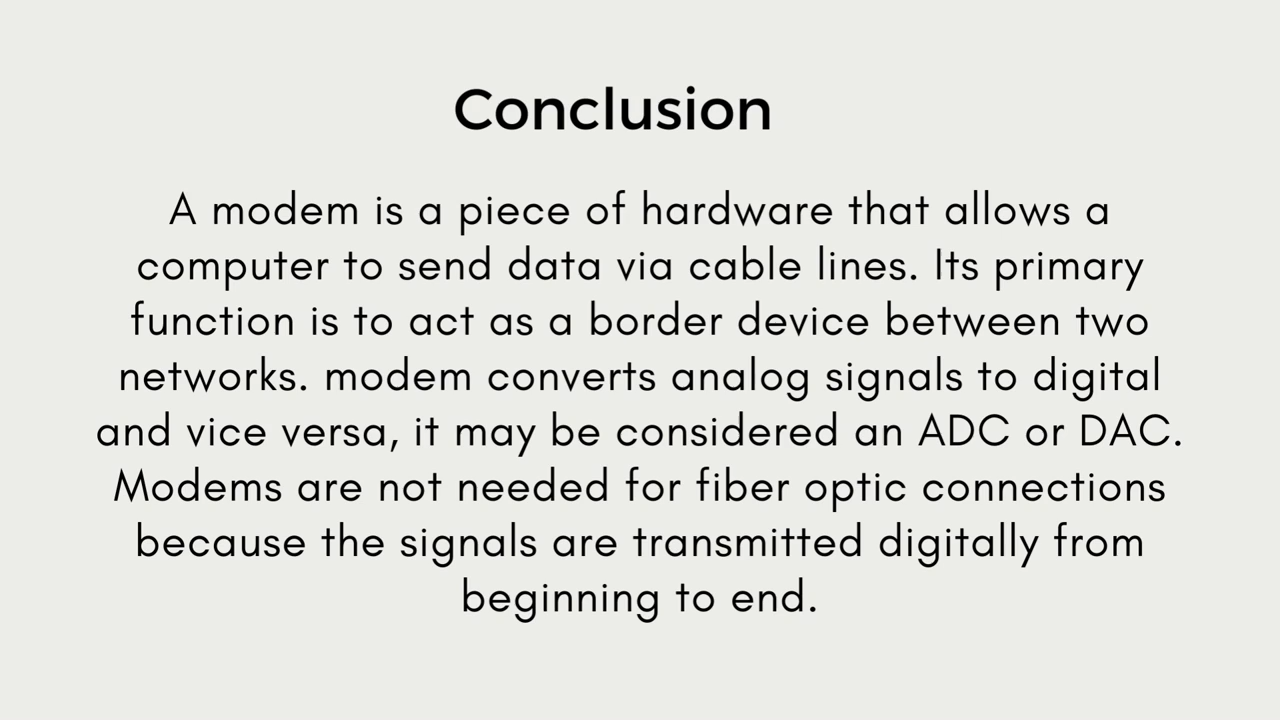 Conclusion
A modem is a piece of hardware that allows a
computer to send data via cable lines. Its primary
function is to act as a border device between two
networks. modem converts analog signals to digital
and vice versa, it may be considered an ADC or DAC.
Modems are not needed for fiber optic connections
because the signals are transmitted digitally from
beginning to end.